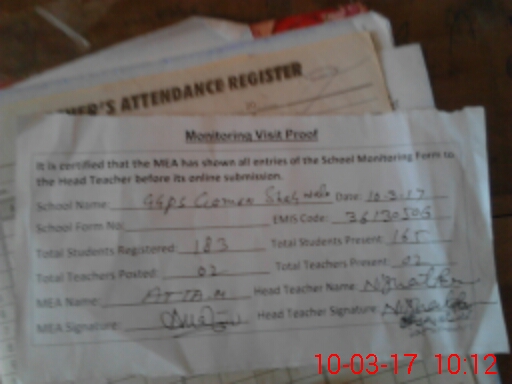 HER'S ATTENDANCE REGISTER
Monitoring Visit Proof
It is certified that the MEA has shown all entries of the School Monitoring Form to
the Head Teacher before its online submission.
School Name: GGPS Date: 10.3.17
School Form No: EMIS Code: 36130505
Total Students Registered: 183 Total Students Present: 165
Total Teachers Posted: 02 Total Teachers Present: 02
MEA Name: Head Teacher Name:
MEA Signature: Head Teacher Signature:
10-03-17 10:12